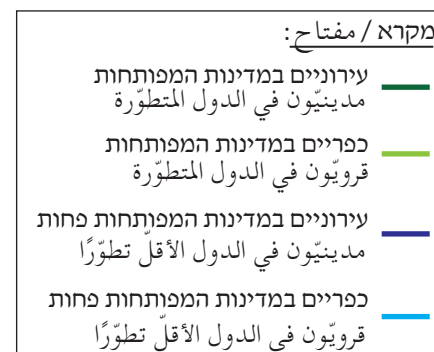 מקרא / مفتاح:
עירוניים במדינות המפותחות
مدينيّون في الدول المتطوّرة
כפריים במדינות המפותחות
قرويّون في الدول المتطوّرة
עירוניים במדינות המפותחות פחות
مدينيّون في الدول الأقلّ تطوّرًا
כפריים במדינות המפותחות פחות
قرويّون في الدول الأقلّ تطوّرًا